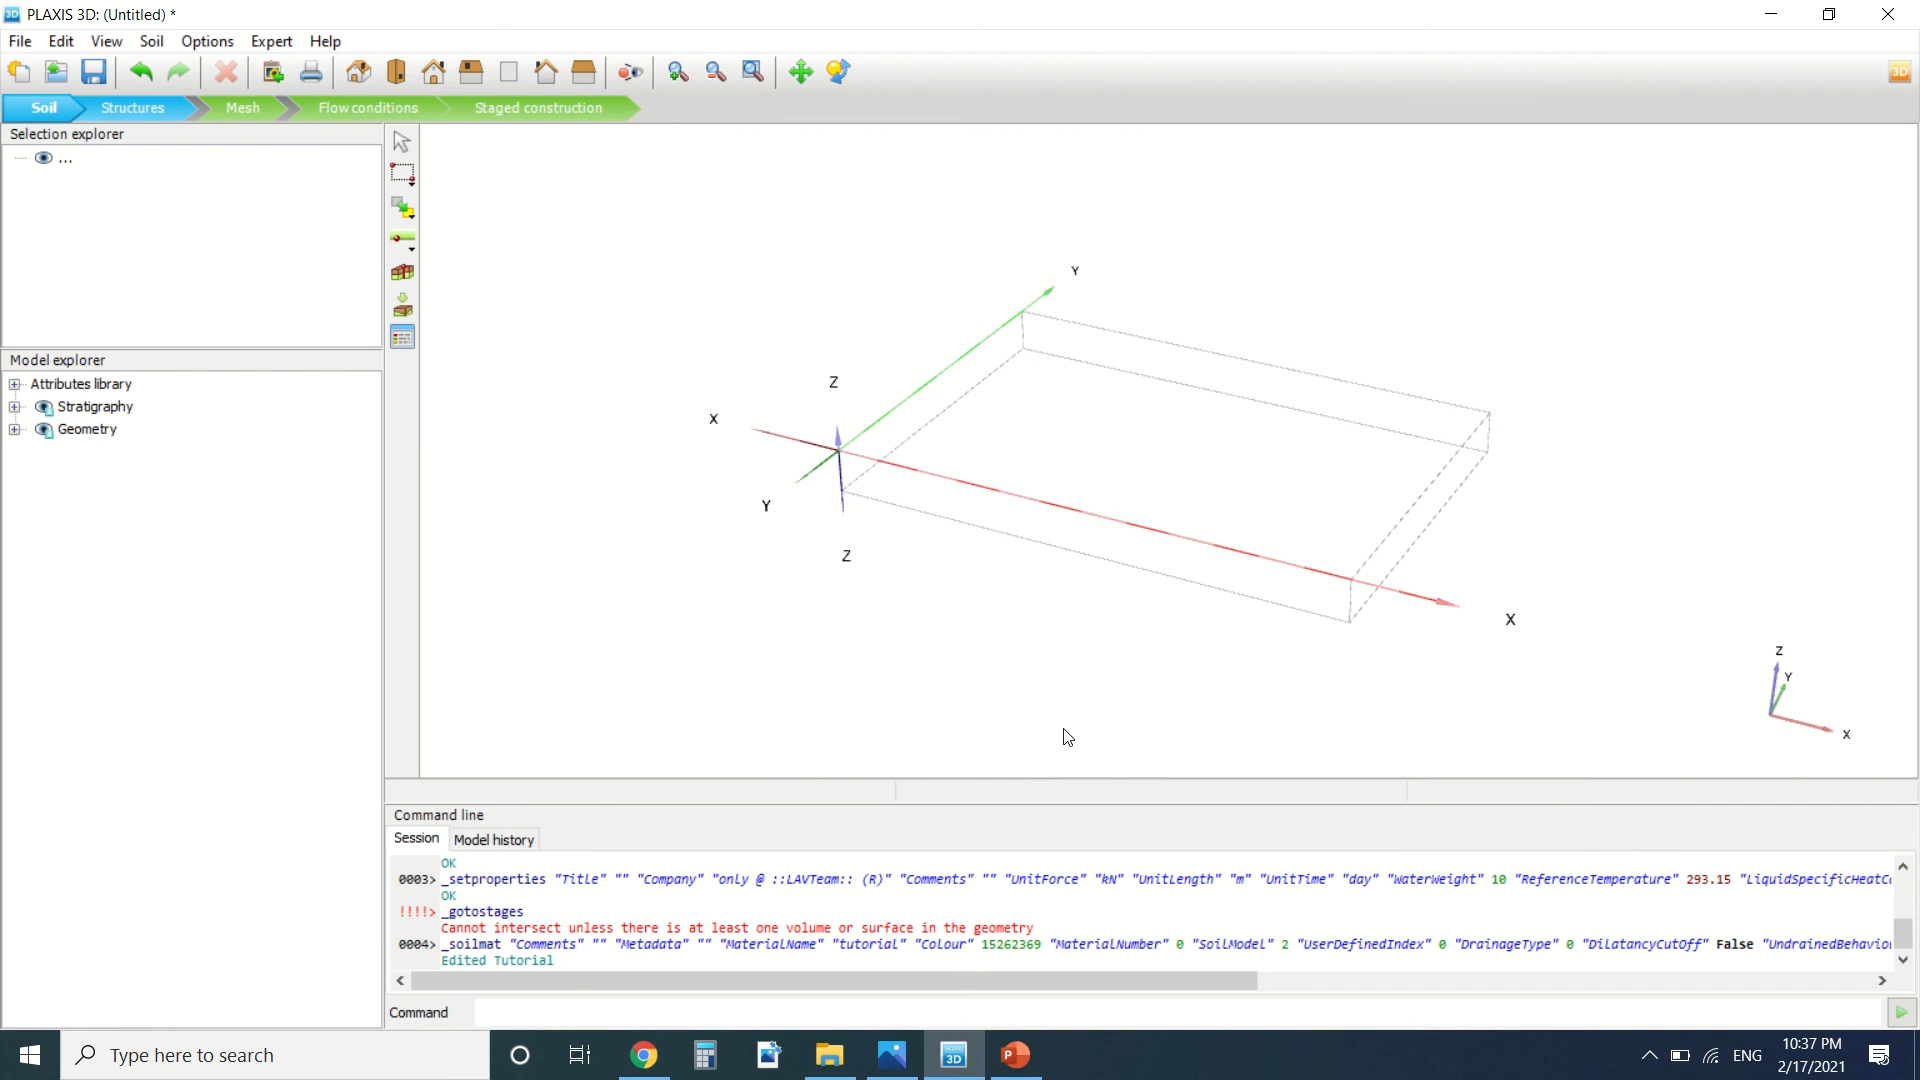 PLAXIS 3D: (Untitled) *
File Edit View Soil Options Expert Help
3D
Soil Structures Mesh Flow conditions Staged construction
Selection explorer
...
Model explorer
Attributes library
Stratigraphy
Geometry
Y
Z
X
Y
Z
X
Z
Y
X
Command line
Session Model history
OK
0003> _setproperties "Title" "" "Company" "only @ ::LAVTeam:: (R)" "Comments" "" "UnitForce" "kN" "UnitLength" "m" "UnitTime" "day" "WaterWeight" 10 "ReferenceTemperature" 293.15 "LiquidSpecificHeatC
OK
!!!!> _gotostages
Cannot intersect unless there is at least one volume or surface in the geometry
0004> _soilmat "Comments" "" "Metadata" "" "MaterialName" "tutorial" "Colour" 15262369 "MaterialNumber" 0 "SoilModel" 2 "UserDefinedIndex" 0 "DrainageType" 0 "DilatancyCutOff" False "UndrainedBehavio
Edited Tutorial
Command
Type here to search
ENG
10:37 PM
2/17/2021